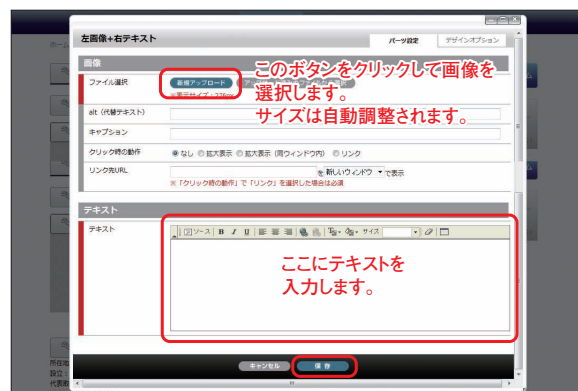 左画像+右テキスト
パーツ設定
デザインオプション
画像
ファイル選択
新規アップロード
このボタンをクリックして画像を
選択します。
サイズは自動調整されます。
alt（代替テキスト）
キャプション
クリック時の動作
なし 拡大表示 拡大表示（同ウィンドウ内） リンク
リンク先URL
を 新しいウィンドウ で表示
※「クリック時の動作」で「リンク」を選択した場合は必須
テキスト
テキスト
ソース B I U サイズ
ここにテキストを
入力します。
キャンセル
保存